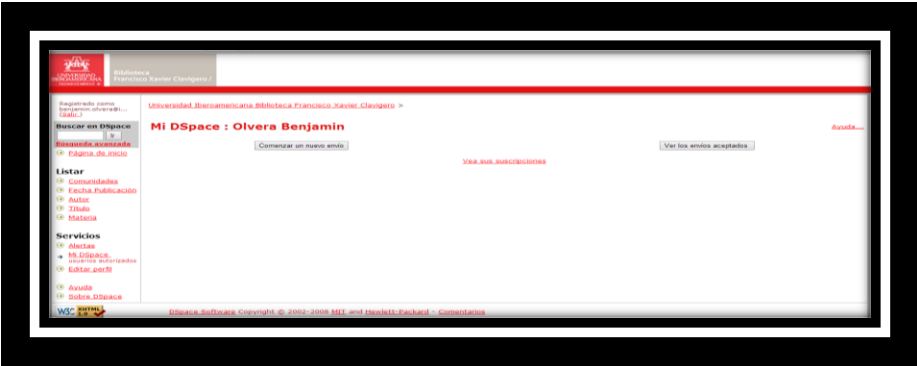 UNIVERSIDAD
IBEROAMERICANA
Biblioteca
Francisco Xavier Clavigero /
Registrado como
benjamin.olvera@i...
(Salir.)
Buscar en DSpace
Ir
Búsqueda avanzada
Página de inicio
Listar
Comunidades
Fecha Publicación
Autor
Título
Materia
Servicios
Alertas
Mi DSpace.
usuarios autorizados
Editar perfil
Ayuda
Sobre DSpace
Universidad Iberoamericana Biblioteca Francisco Xavier Clavigero >
Mi DSpace : Olvera Benjamin
Ayuda...
Comenzar un nuevo envío
Ver los envíos aceptados
Vea sus suscripciones
W3C XHTML 1.0
DSpace Software Copyright © 2002-2008 MIT and Hewlett-Packard - Comentarios